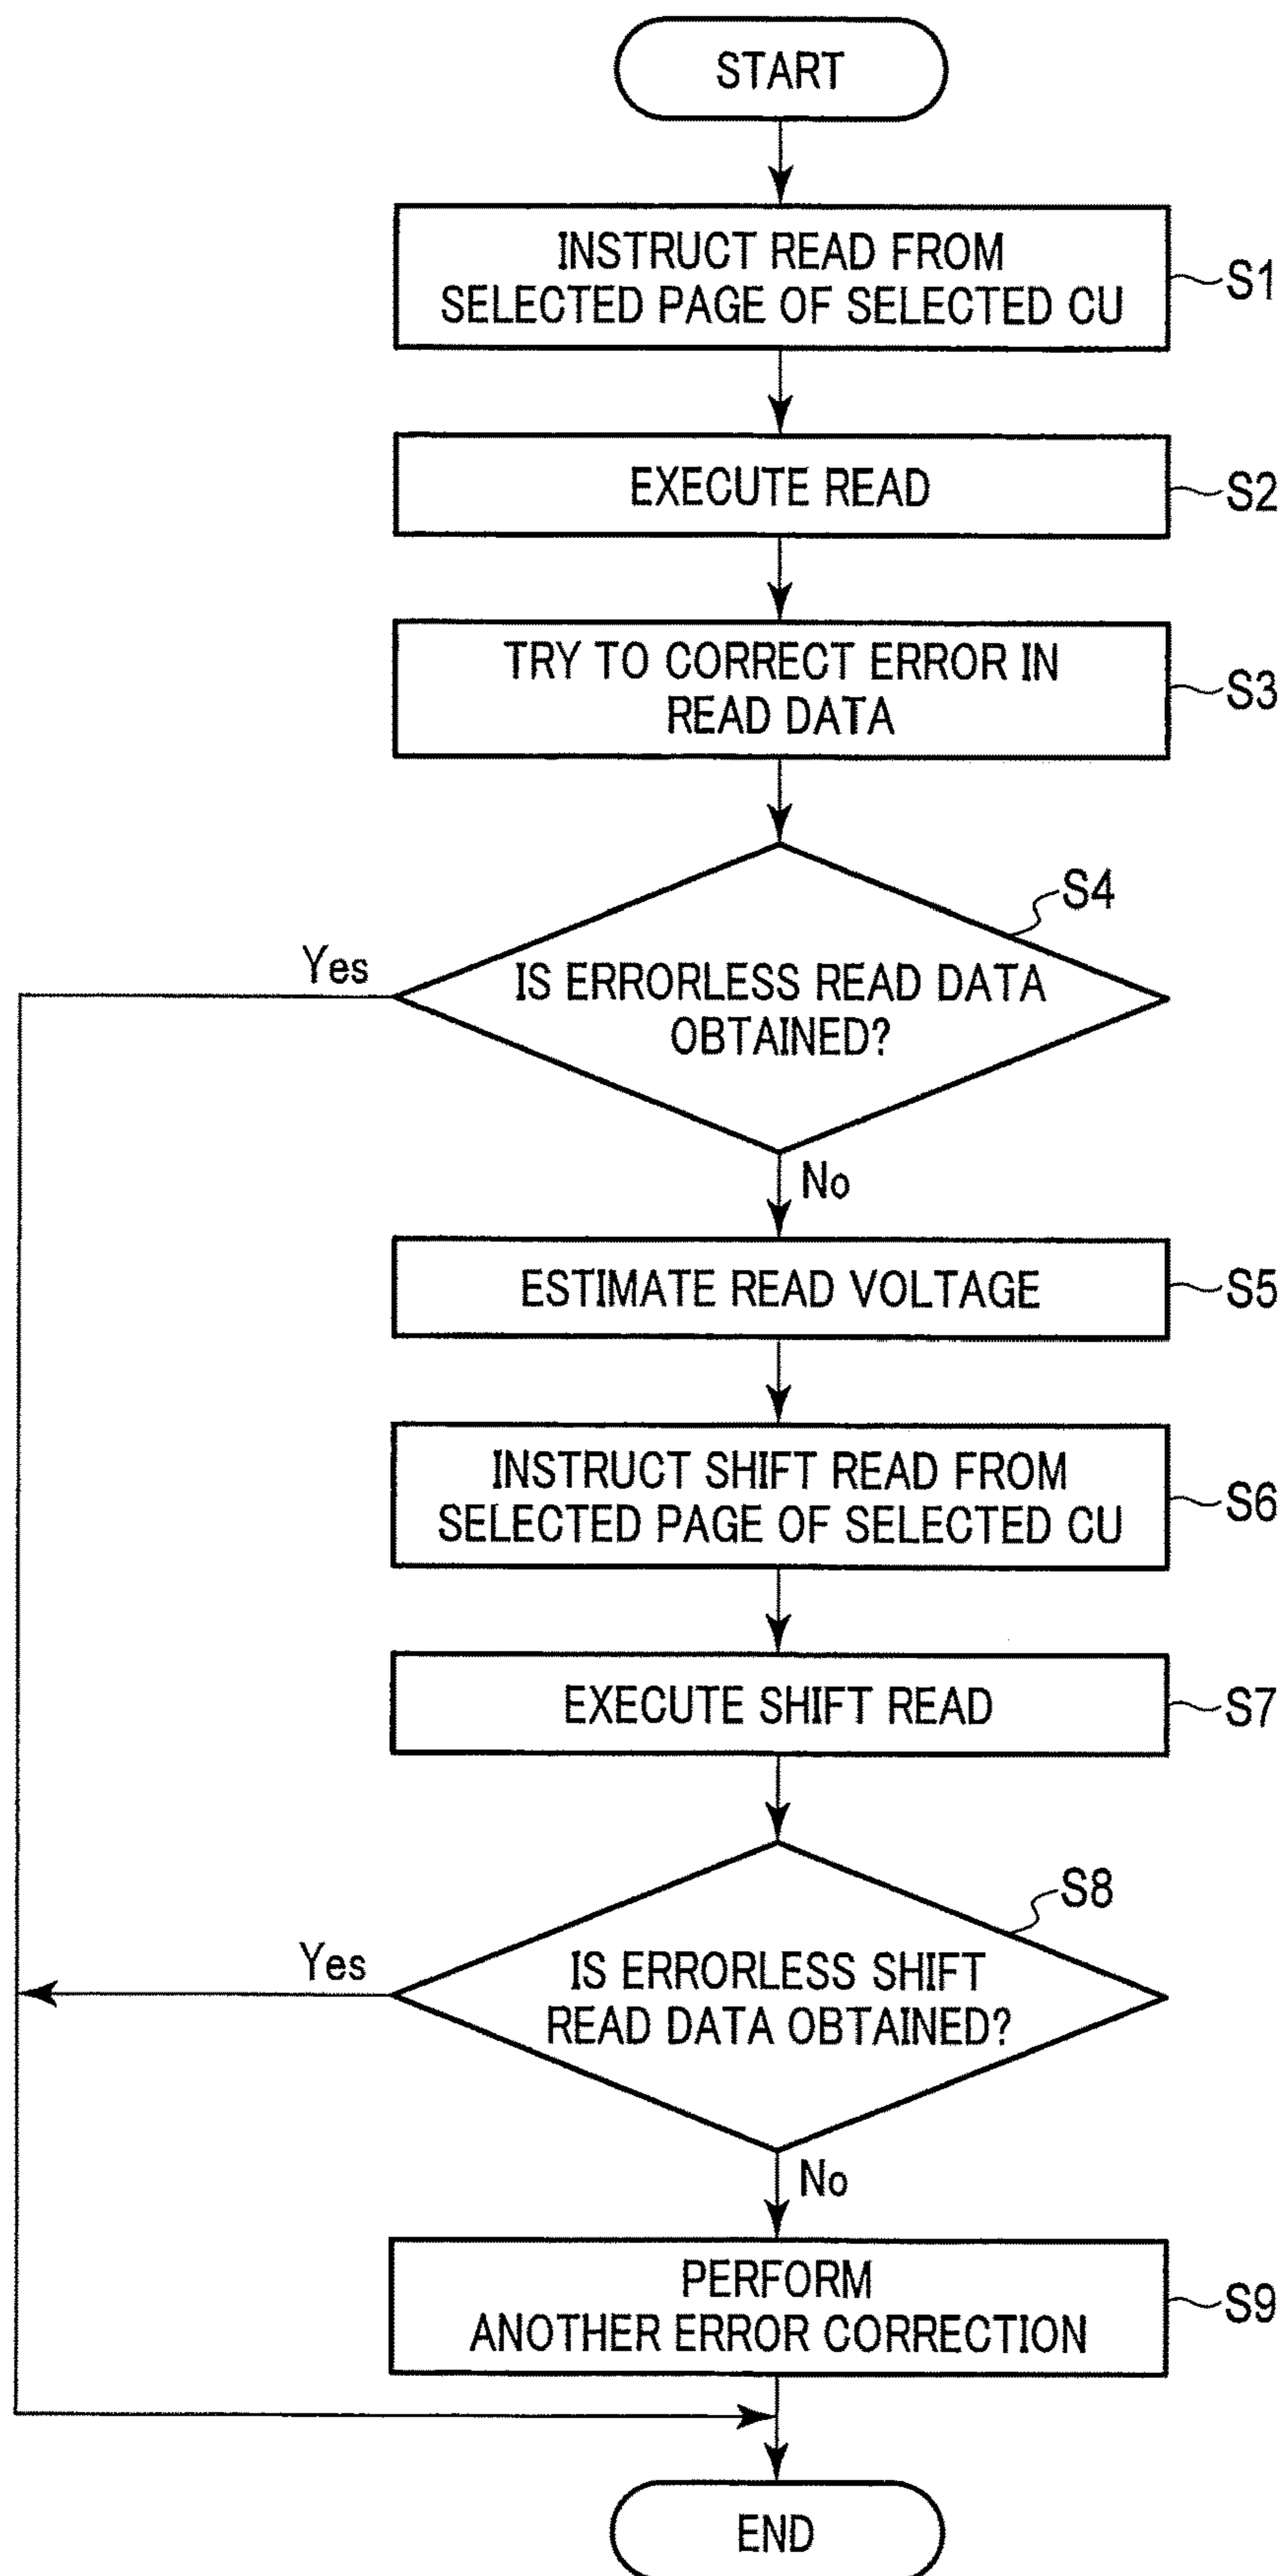 START
INSTRUCT READ FROM
SELECTED PAGE OF SELECTED CU
S1
EXECUTE READ
S2
TRY TO CORRECT ERROR IN
READ DATA
S3
S4
Yes
IS ERRORLESS READ DATA
OBTAINED?
No
ESTIMATE READ VOLTAGE
S5
INSTRUCT SHIFT READ FROM
SELECTED PAGE OF SELECTED CU
S6
EXECUTE SHIFT READ
S7
S8
Yes
IS ERRORLESS SHIFT
READ DATA OBTAINED?
No
PERFORM
ANOTHER ERROR CORRECTION
S9
END